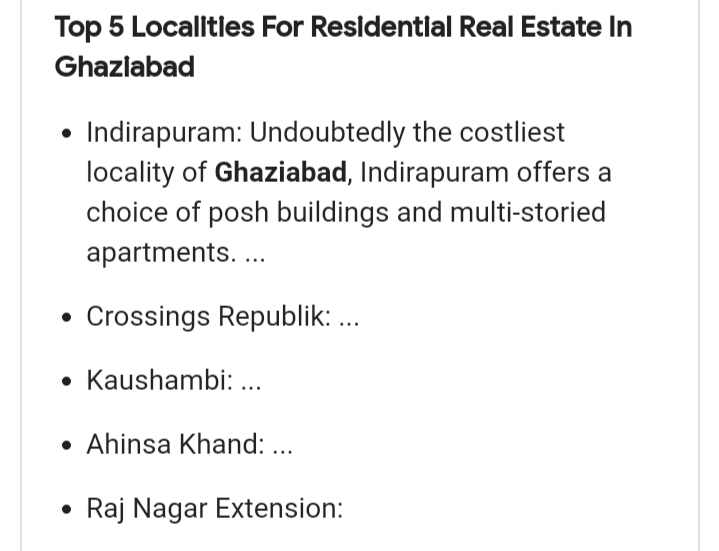 Top 5 Localities For Residential Real Estate In
Ghaziabad
• Indirapuram: Undoubtedly the costliest
locality of Ghaziabad, Indirapuram offers a
choice of posh buildings and multi-storied
apartments. ...
• Crossings Republik: ...
• Kaushambi: ...
• Ahinsa Khand: ...
• Raj Nagar Extension: